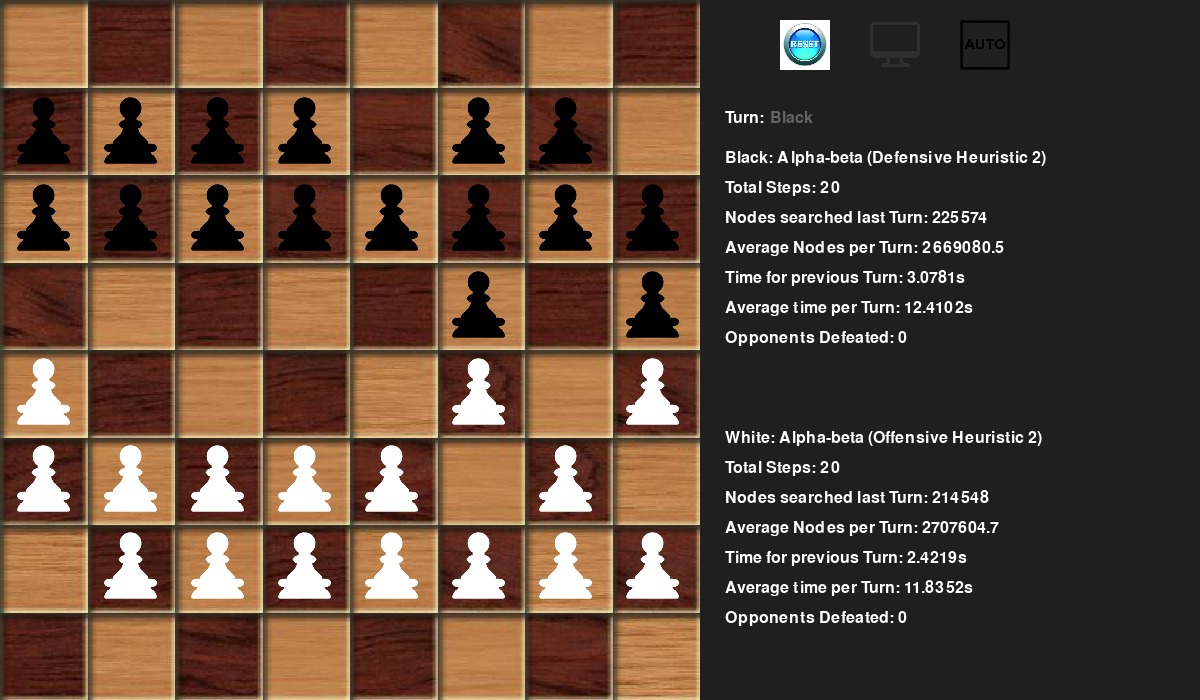 RESET
AUTO
Turn: Black
Black: Alpha-beta (Defensive Heuristic 2)
Total Steps: 20
Nodes searched last Turn: 225574
Average Nodes per Turn: 2669080.5
Time for previous Turn: 3.0781s
Average time per Turn: 12.4102s
Opponents Defeated: 0
White: Alpha-beta (Offensive Heuristic 2)
Total Steps: 20
Nodes searched last Turn: 214548
Average Nodes per Turn: 2707604.7
Time for previous Turn: 2.4219s
Average time per Turn: 11.8352s
Opponents Defeated: 0